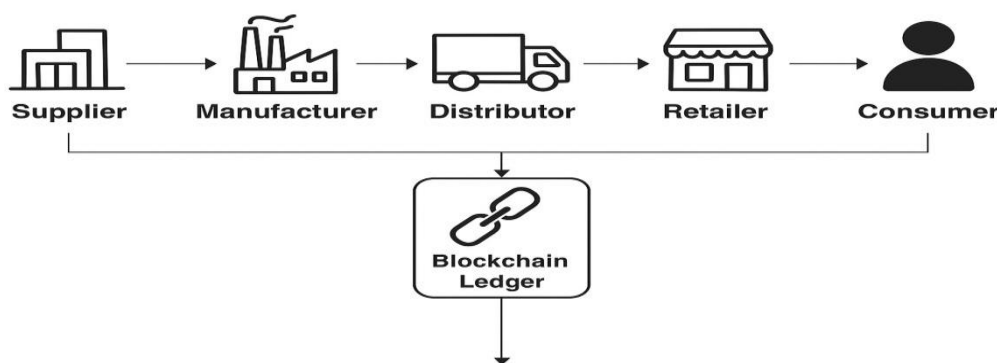 Supplier
Manufacturer
Distributor
Retailer
Consumer
Blockchain
Ledger